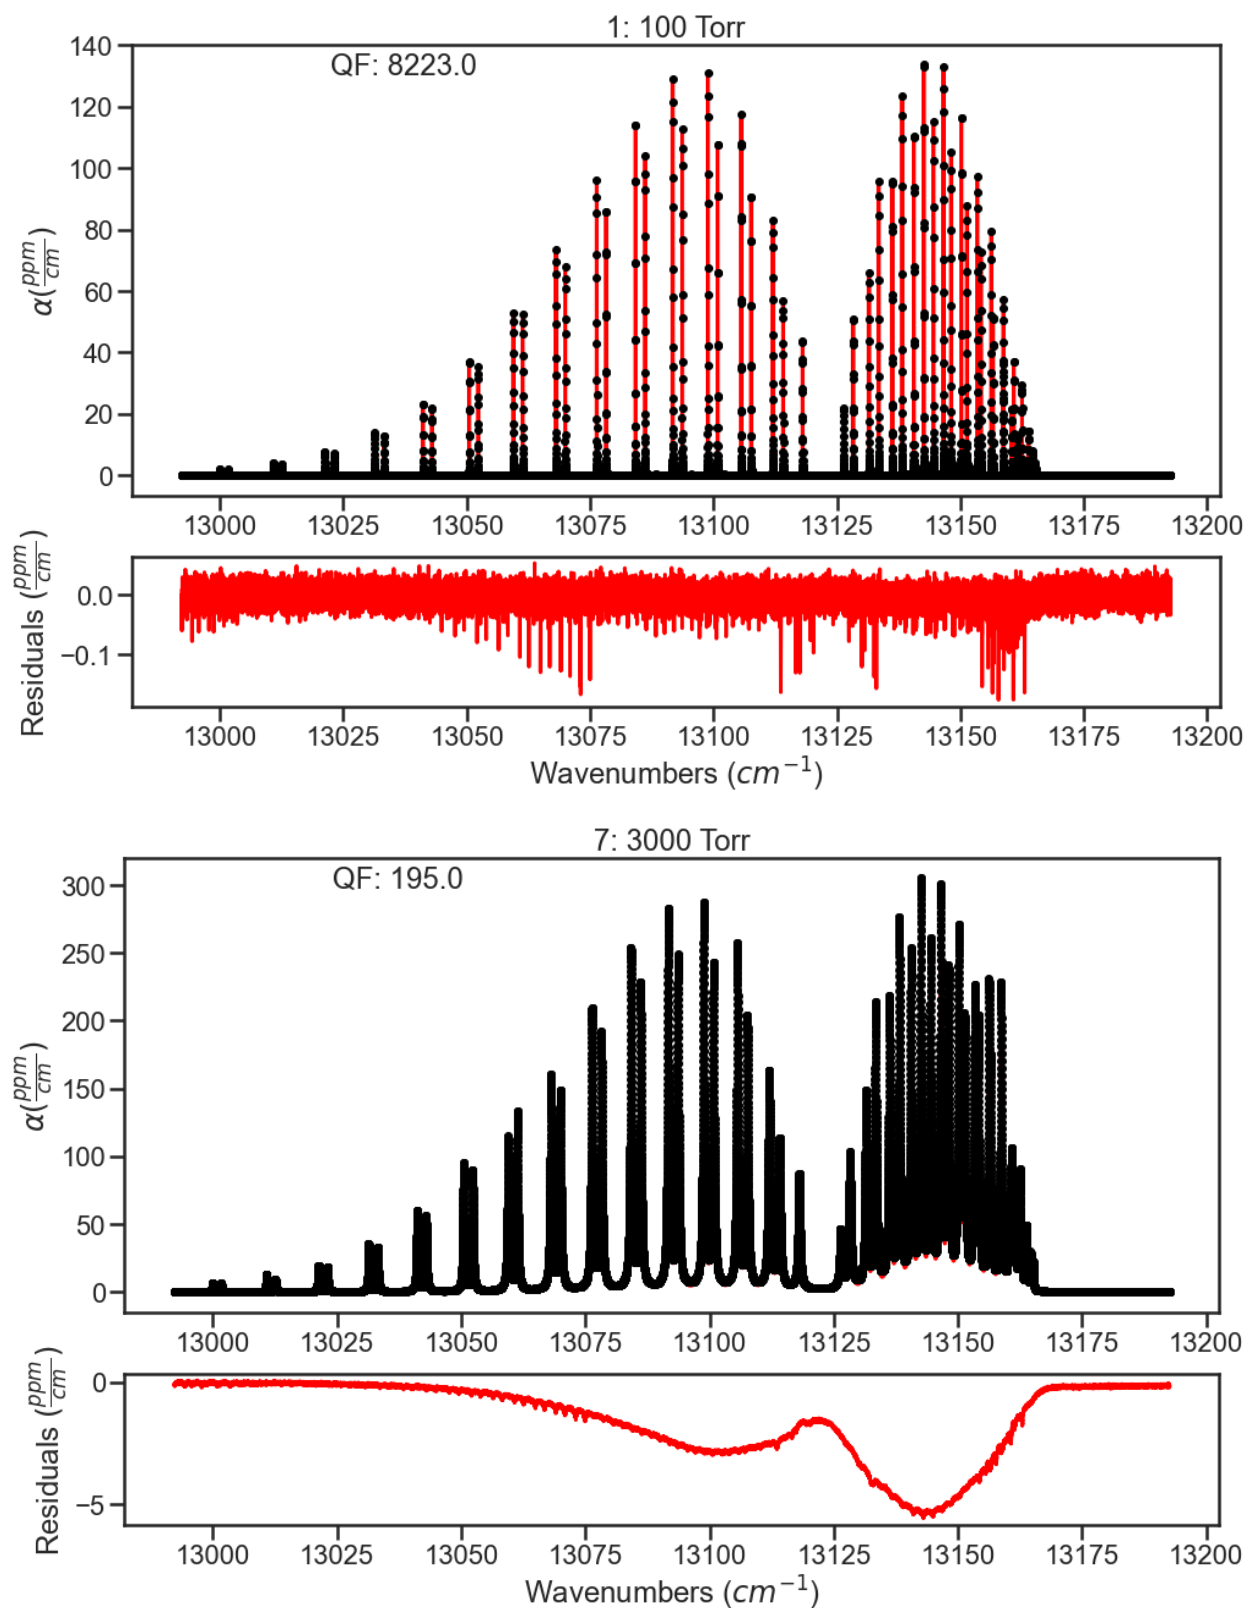 1: 100 Torr
QF: 8223.0
α(ppm/cm)
140
120
100
80
60
40
20
0
13000 13025 13050 13075 13100 13125 13150 13175 13200
Residuals (ppm/cm)
0.0
−0.1
13000 13025 13050 13075 13100 13125 13150 13175 13200
Wavenumbers (cm⁻¹)
7: 3000 Torr
QF: 195.0
α(ppm/cm)
300
250
200
150
100
50
0
13000 13025 13050 13075 13100 13125 13150 13175 13200
Residuals (ppm/cm)
0
−5
13000 13025 13050 13075 13100 13125 13150 13175 13200
Wavenumbers (cm⁻¹)